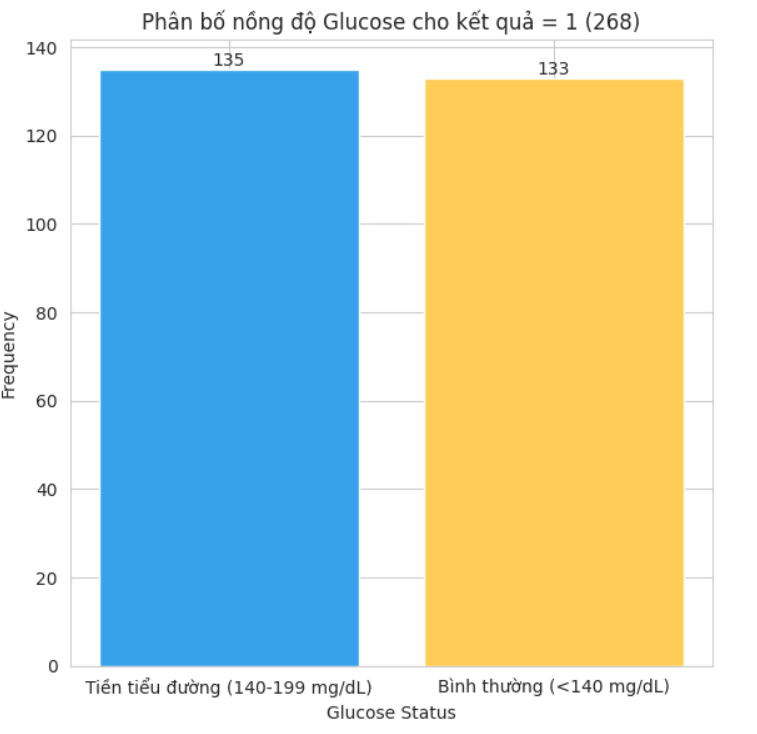 Phân bố nồng độ Glucose cho kết quả = 1 (268)
140
120
100
80
60
40
20
0
Frequency
135
133
Tiền tiểu đường (140-199 mg/dL)
Bình thường (<140 mg/dL)
Glucose Status